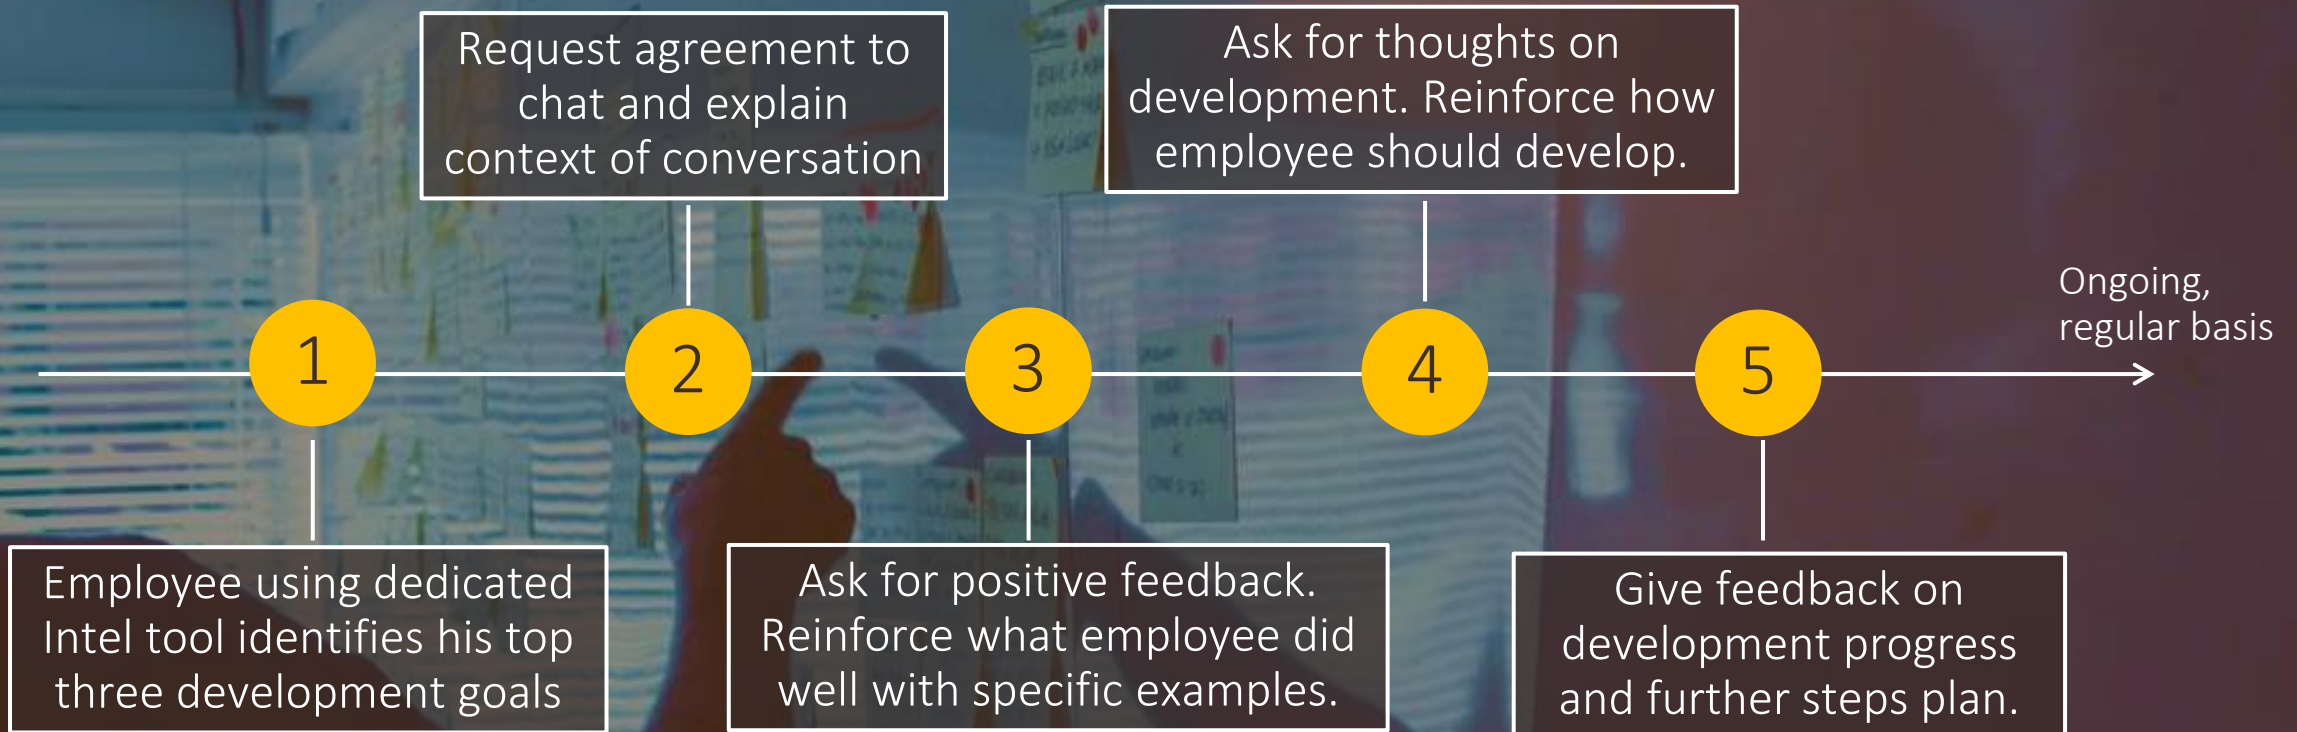 Request agreement to
chat and explain
context of conversation
Ask for thoughts on
development. Reinforce how
employee should develop.
Ongoing,
regular basis
1
2
3
4
5
Employee using dedicated
Intel tool identifies his top
three development goals
Ask for positive feedback.
Reinforce what employee did
well with specific examples.
Give feedback on
development progress
and further steps plan.